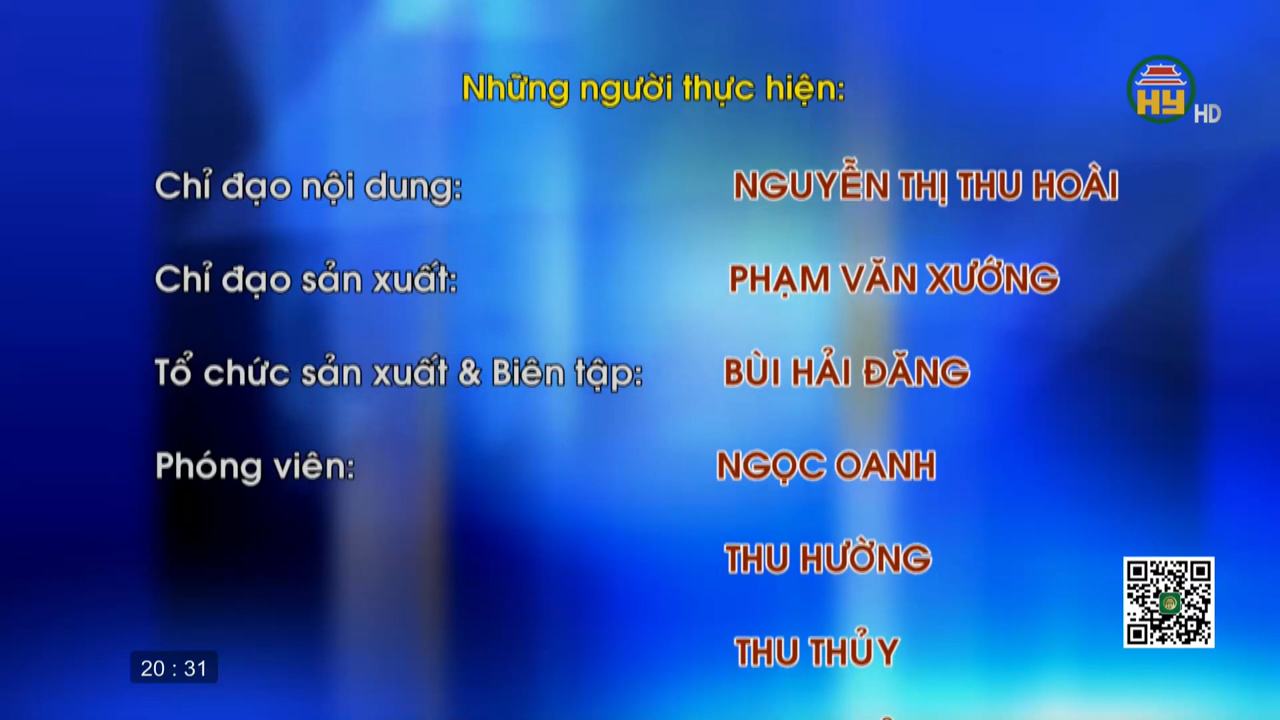 Những người thực hiện:
HY HD
Chỉ đạo nội dung: NGUYỄN THỊ THU HOÀI
Chỉ đạo sản xuất: PHẠM VĂN XƯỚNG
Tổ chức sản xuất & Biên tập: BÙI HẢI ĐĂNG
Phóng viên: NGỌC OANH
THU HƯỜNG
THU THỦY
20 : 31